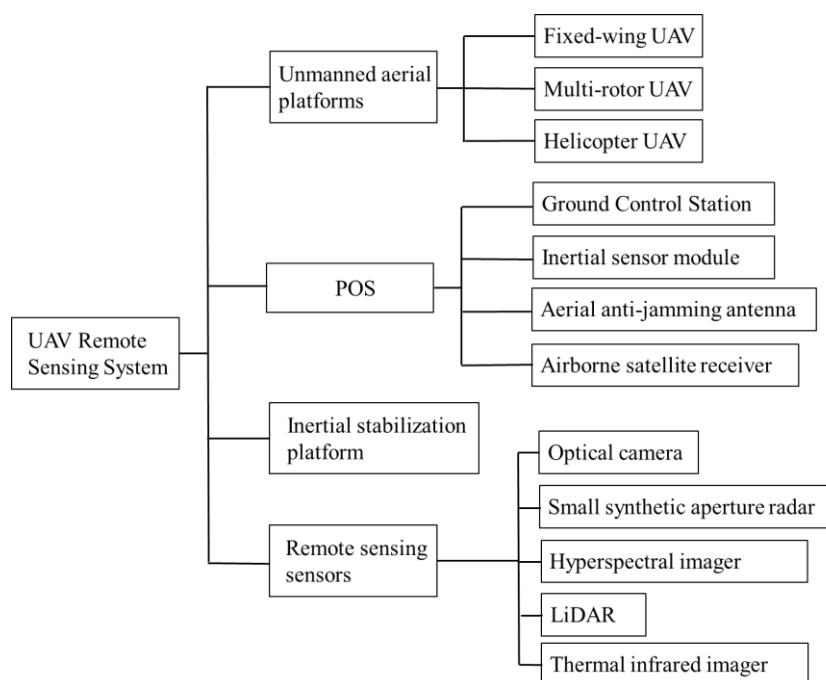 UAV Remote
Sensing System
Unmanned aerial
platforms
Fixed-wing UAV
Multi-rotor UAV
Helicopter UAV
POS
Ground Control Station
Inertial sensor module
Aerial anti-jamming antenna
Airborne satellite receiver
Inertial stabilization
platform
Remote sensing
sensors
Optical camera
Small synthetic aperture radar
Hyperspectral imager
LiDAR
Thermal infrared imager